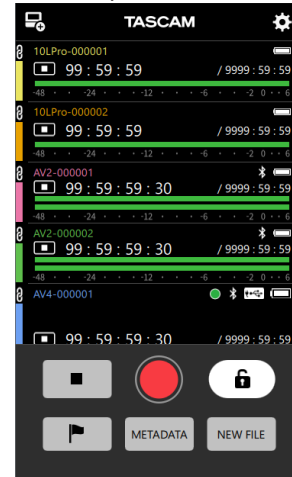 TASCAM
10LPro-000001
99 : 59 : 59 / 9999 : 59 : 59
-48 · · -24 · · · · -12 · · · -6 · · -2 0 · · 6
10LPro-000002
99 : 59 : 59 / 9999 : 59 : 59
-48 · · -24 · · · · -12 · · · -6 · · -2 0 · · 6
AV2-000001
99 : 59 : 59 : 30 / 9999 : 59 : 59
-48 · · -24 · · · · -12 · · · -6 · · -2 0 · · 6
AV2-000002
99 : 59 : 59 : 30 / 9999 : 59 : 59
-48 · · -24 · · · · -12 · · · -6 · · -2 0 · · 6
AV4-000001
99 : 59 : 59 : 30 / 9999 : 59 : 59
METADATA
NEW FILE